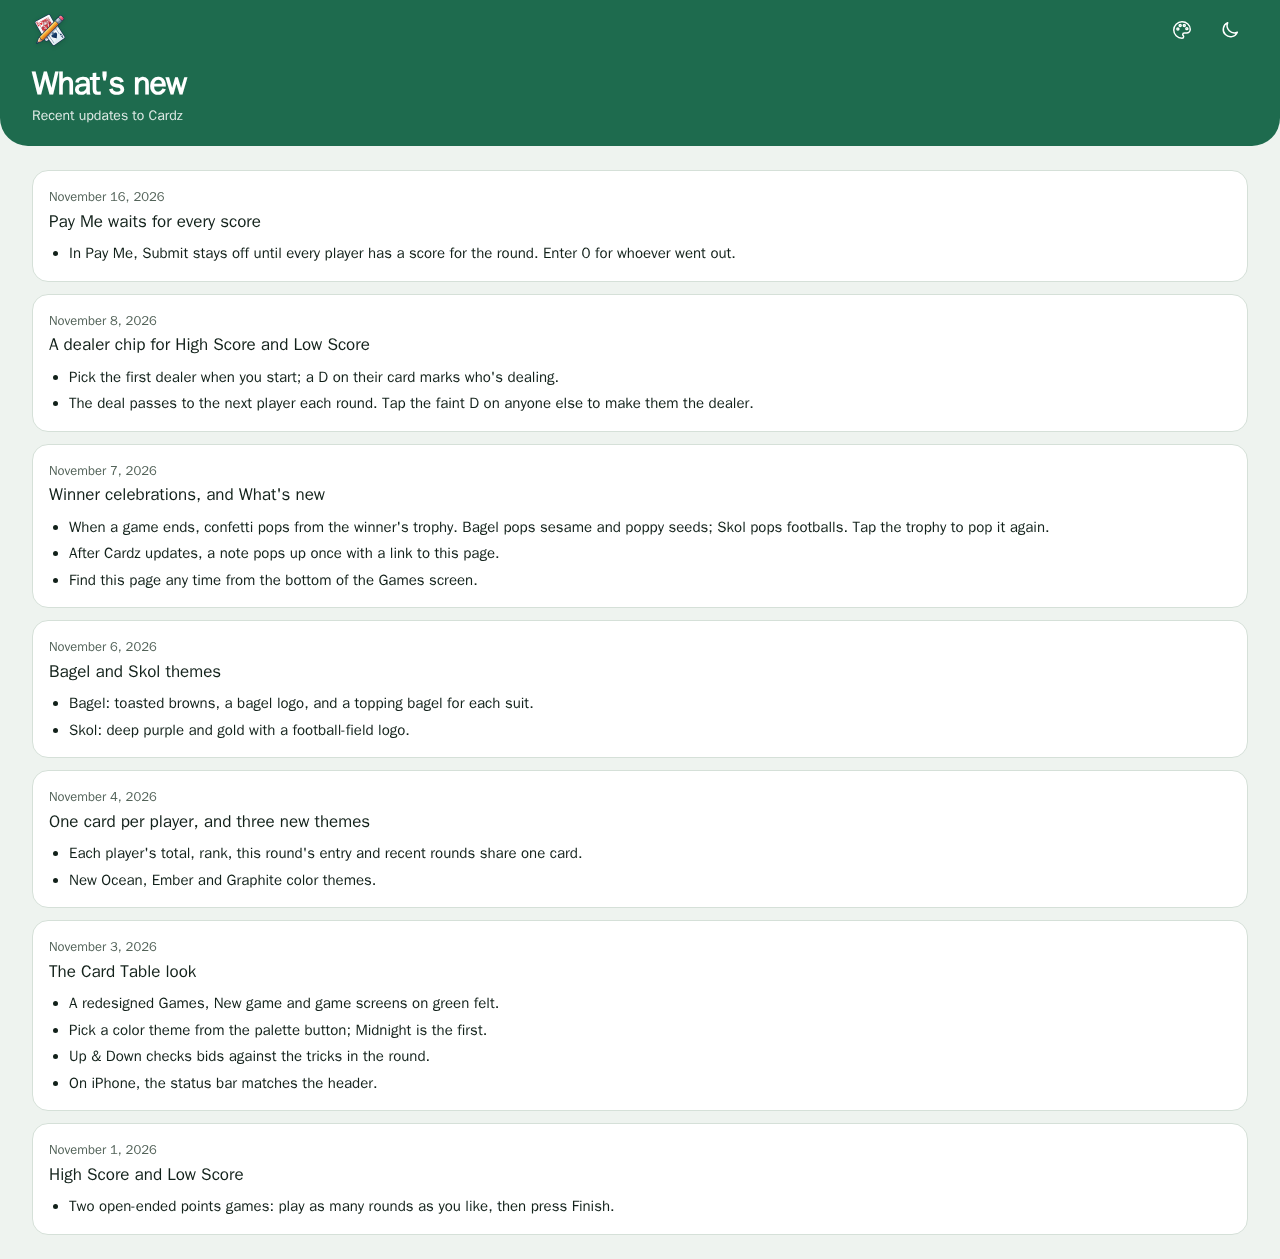 What's new
Recent updates to Cardz
November 16, 2026
Pay Me waits for every score
• In Pay Me, Submit stays off until every player has a score for the round. Enter 0 for whoever went out.
November 8, 2026
A dealer chip for High Score and Low Score
• Pick the first dealer when you start; a D on their card marks who's dealing.
• The deal passes to the next player each round. Tap the faint D on anyone else to make them the dealer.
November 7, 2026
Winner celebrations, and What's new
• When a game ends, confetti pops from the winner's trophy. Bagel pops sesame and poppy seeds; Skol pops footballs. Tap the trophy to pop it again.
• After Cardz updates, a note pops up once with a link to this page.
• Find this page any time from the bottom of the Games screen.
November 6, 2026
Bagel and Skol themes
• Bagel: toasted browns, a bagel logo, and a topping bagel for each suit.
• Skol: deep purple and gold with a football-field logo.
November 4, 2026
One card per player, and three new themes
• Each player's total, rank, this round's entry and recent rounds share one card.
• New Ocean, Ember and Graphite color themes.
November 3, 2026
The Card Table look
• A redesigned Games, New game and game screens on green felt.
• Pick a color theme from the palette button; Midnight is the first.
• Up & Down checks bids against the tricks in the round.
• On iPhone, the status bar matches the header.
November 1, 2026
High Score and Low Score
• Two open-ended points games: play as many rounds as you like, then press Finish.